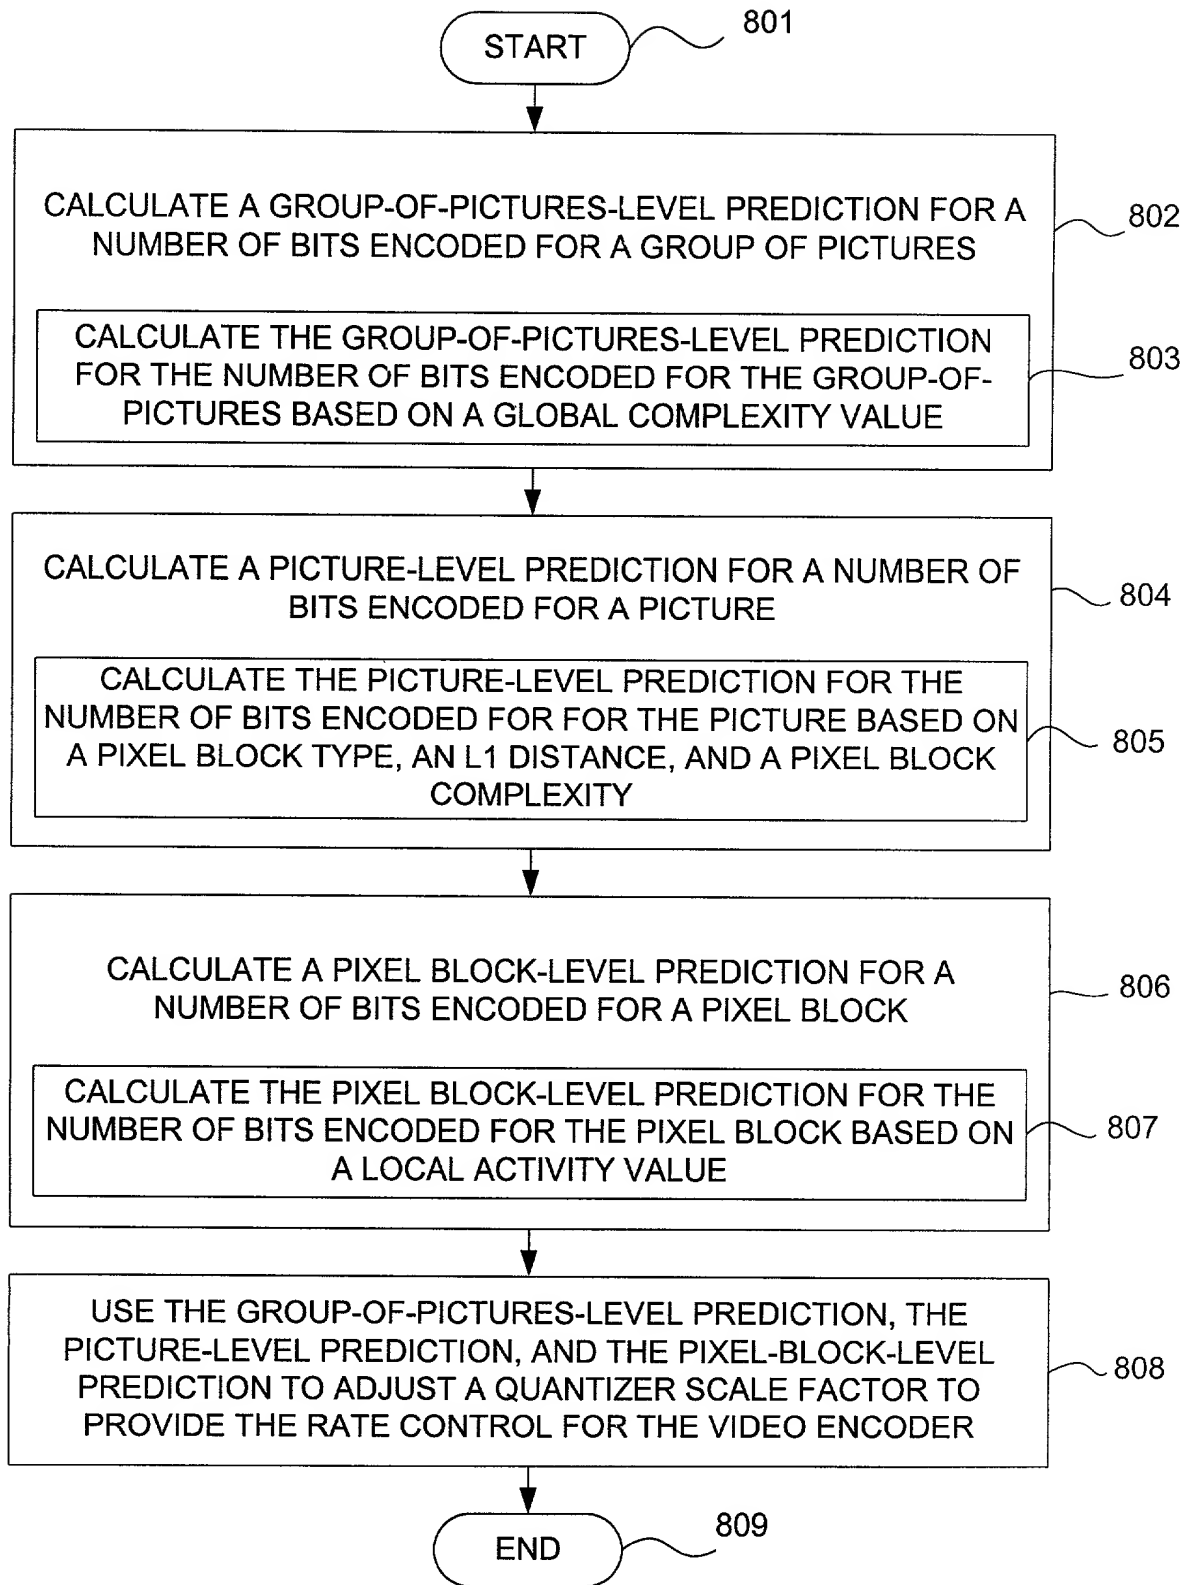 START
801
CALCULATE A GROUP-OF-PICTURES-LEVEL PREDICTION FOR A
NUMBER OF BITS ENCODED FOR A GROUP OF PICTURES
802
CALCULATE THE GROUP-OF-PICTURES-LEVEL PREDICTION
FOR THE NUMBER OF BITS ENCODED FOR THE GROUP-OF-
PICTURES BASED ON A GLOBAL COMPLEXITY VALUE
803
CALCULATE A PICTURE-LEVEL PREDICTION FOR A NUMBER OF
BITS ENCODED FOR A PICTURE
804
CALCULATE THE PICTURE-LEVEL PREDICTION FOR THE
NUMBER OF BITS ENCODED FOR FOR THE PICTURE BASED ON
A PIXEL BLOCK TYPE, AN L1 DISTANCE, AND A PIXEL BLOCK
COMPLEXITY
805
CALCULATE A PIXEL BLOCK-LEVEL PREDICTION FOR A
NUMBER OF BITS ENCODED FOR A PIXEL BLOCK
806
CALCULATE THE PIXEL BLOCK-LEVEL PREDICTION FOR THE
NUMBER OF BITS ENCODED FOR THE PIXEL BLOCK BASED ON
A LOCAL ACTIVITY VALUE
807
USE THE GROUP-OF-PICTURES-LEVEL PREDICTION, THE
PICTURE-LEVEL PREDICTION, AND THE PIXEL-BLOCK-LEVEL
PREDICTION TO ADJUST A QUANTIZER SCALE FACTOR TO
PROVIDE THE RATE CONTROL FOR THE VIDEO ENCODER
808
END
809